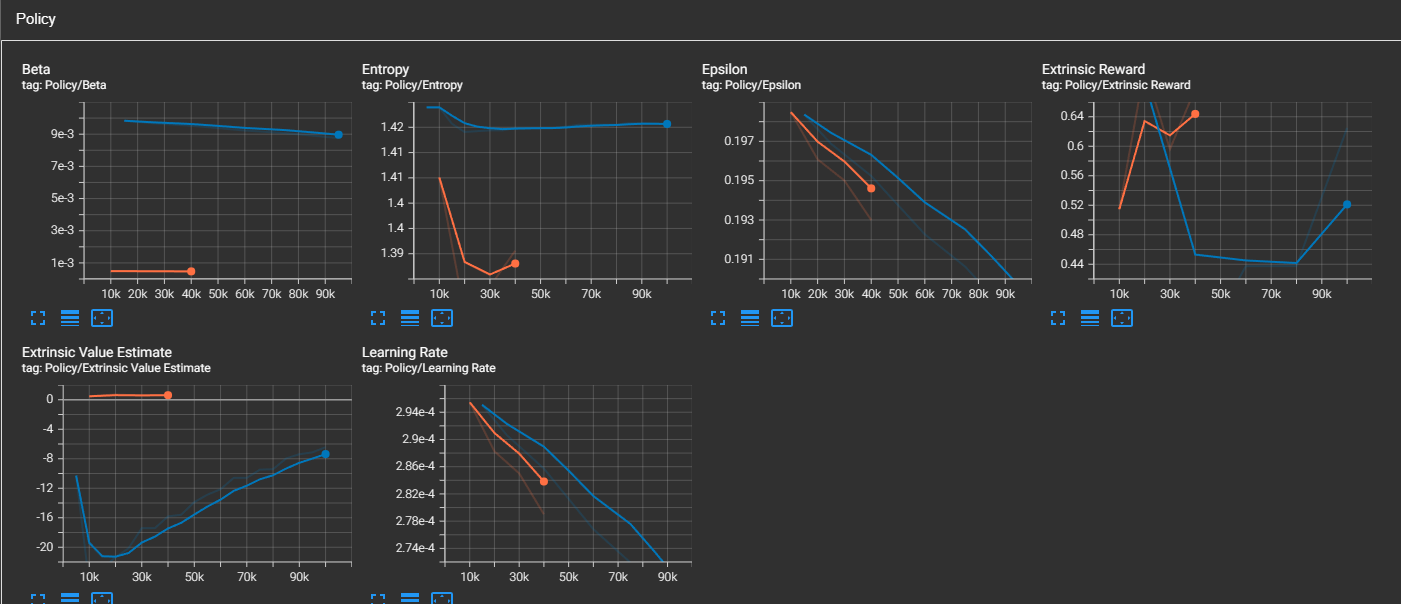 Policy
Beta
tag: Policy/Beta
9e-3
7e-3
5e-3
3e-3
1e-3
10k 20k 30k 40k 50k 60k 70k 80k 90k
Entropy
tag: Policy/Entropy
1.42
1.41
1.41
1.4
1.4
1.39
10k 30k 50k 70k 90k
Epsilon
tag: Policy/Epsilon
0.197
0.195
0.193
0.191
10k 20k 30k 40k 50k 60k 70k 80k 90k
Extrinsic Reward
tag: Policy/Extrinsic Reward
0.64
0.6
0.56
0.52
0.48
0.44
10k 30k 50k 70k 90k
Extrinsic Value Estimate
tag: Policy/Extrinsic Value Estimate
0
-4
-8
-12
-16
-20
10k 30k 50k 70k 90k
Learning Rate
tag: Policy/Learning Rate
2.94e-4
2.9e-4
2.86e-4
2.82e-4
2.78e-4
2.74e-4
10k 30k 50k 70k 90k